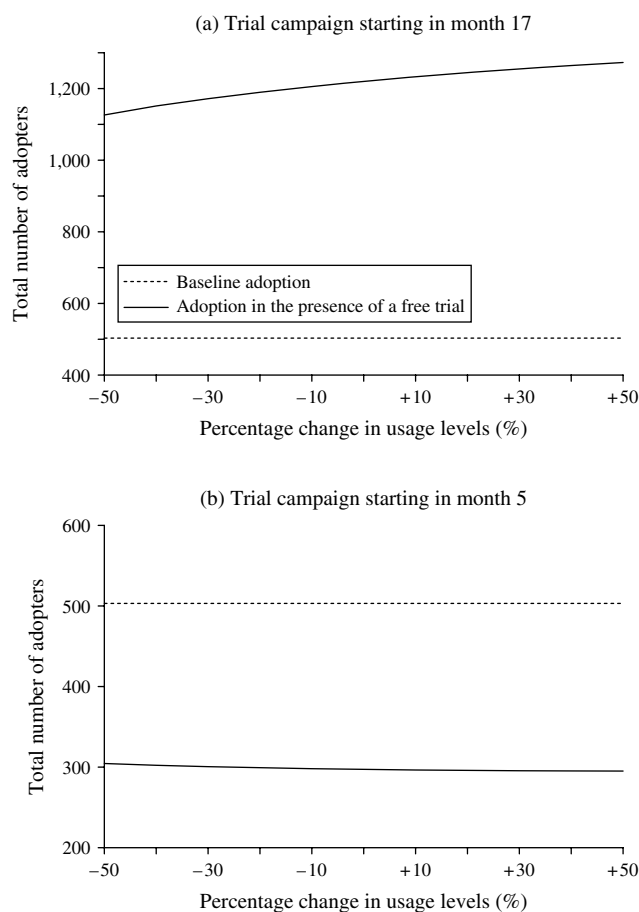 (a) Trial campaign starting in month 17
Total number of adopters
1,200
1,000
800
600
400
Baseline adoption
Adoption in the presence of a free trial
−50 −30 −10 +10 +30 +50
Percentage change in usage levels (%)
(b) Trial campaign starting in month 5
Total number of adopters
600
500
400
300
200
−50 −30 −10 +10 +30 +50
Percentage change in usage levels (%)